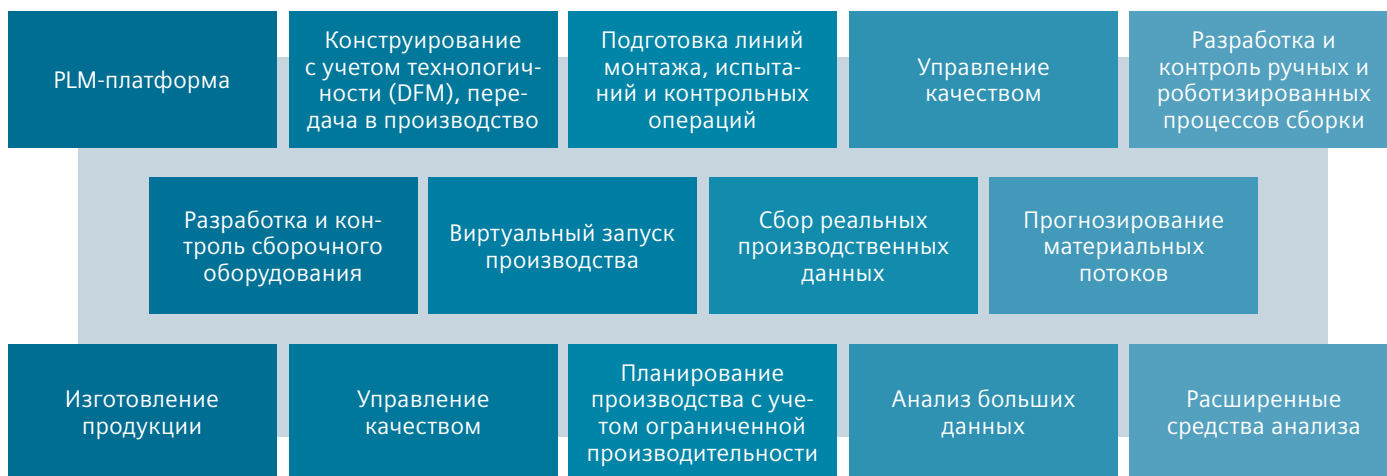 PLM-платформа
Конструирование
с учетом технологич-
ности (DFM), пере-
дача в производство
Подготовка линий
монтажа, испыта-
ний и контрольных
операций
Управление
качеством
Разработка и
контроль ручных и
роботизированных
процессов сборки
Разработка и кон-
троль сборочного
оборудования
Виртуальный запуск
производства
Сбор реальных
производственных
данных
Прогнозирование
материальных
потоков
Изготовление
продукции
Управление
качеством
Планирование
производства с уче-
том ограниченной
производительности
Анализ больших
данных
Расширенные
средства анализа